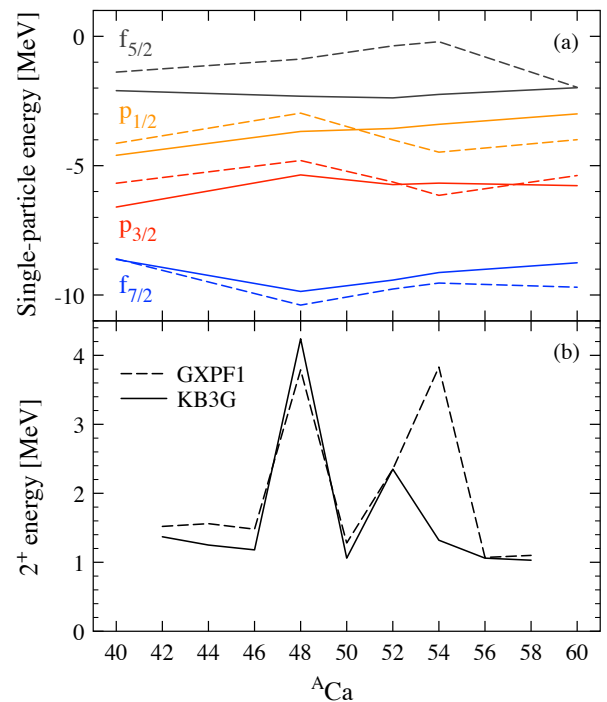 Single-particle energy [MeV]
0
-5
-10
(a)
f5/2
p1/2
p3/2
f7/2
2+ energy [MeV]
4
3
2
1
0
(b)
GXPF1
KB3G
40 42 44 46 48 50 52 54 56 58 60
ACa